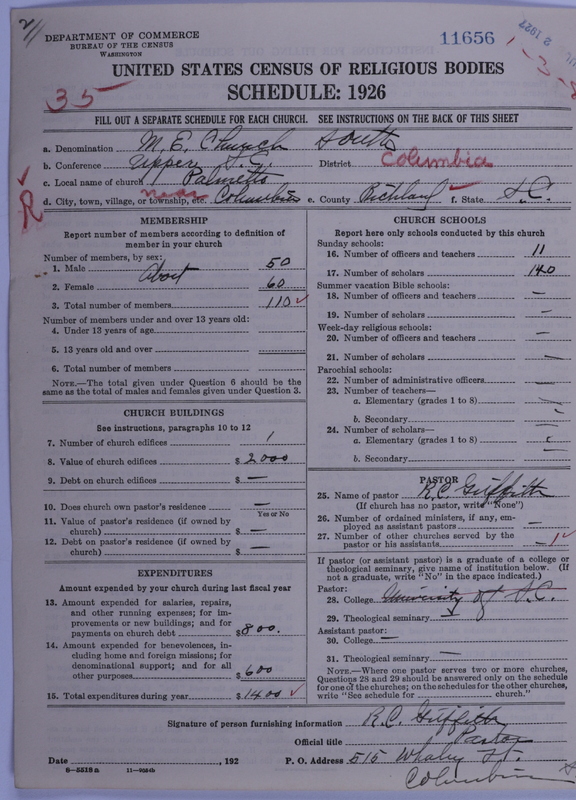 2
DEPARTMENT OF COMMERCE
BUREAU OF THE CENSUS
WASHINGTON
11656
2 1927
1-3-8
UNITED STATES CENSUS OF RELIGIOUS BODIES
35
SCHEDULE: 1926
FILL OUT A SEPARATE SCHEDULE FOR EACH CHURCH. SEE INSTRUCTIONS ON THE BACK OF THIS SHEET
a. Denomination M. E. Church South
b. Conference Upper S.C. District Columbia
c. Local name of church Palmetto
R
d. City, town, village, or township, etc. near Columbia e. County Richland f. State S.C.
MEMBERSHIP
Report number of members according to definition of
member in your church
Number of members, by sex:
1. Male About 50
2. Female 60
3. Total number of members 110
Number of members under and over 13 years old:
4. Under 13 years of age
5. 13 years old and over
6. Total number of members
NOTE.—The total given under Question 6 should be the
same as the total of males and females given under Question 3.
CHURCH BUILDINGS
See instructions, paragraphs 10 to 12
7. Number of church edifices 1
8. Value of church edifices $ 2000
9. Debt on church edifices $ —
10. Does church own pastor's residence —
Yes or No
11. Value of pastor's residence (if owned by
church) $ —
12. Debt on pastor's residence (if owned by
church) $ —
EXPENDITURES
Amount expended by your church during last fiscal year
13. Amount expended for salaries, repairs,
and other running expenses; for im-
provements or new buildings; and for
payments on church debt $ 800.
14. Amount expended for benevolences, in-
cluding home and foreign missions; for
denominational support; and for all
other purposes $ 600
15. Total expenditures during year $ 1400
CHURCH SCHOOLS
Report here only schools conducted by this church
Sunday schools:
16. Number of officers and teachers 11
17. Number of scholars 140
Summer vacation Bible schools:
18. Number of officers and teachers —
19. Number of scholars —
Week-day religious schools:
20. Number of officers and teachers —
21. Number of scholars —
Parochial schools:
22. Number of administrative officers —
23. Number of teachers—
a. Elementary (grades 1 to 8) —
b. Secondary —
24. Number of scholars—
a. Elementary (grades 1 to 8)
b. Secondary —
PASTOR
25. Name of pastor R.C. Griffith
(If church has no pastor, write "None")
26. Number of ordained ministers, if any, em-
ployed as assistant pastors —
27. Number of other churches served by the
pastor or his assistants — 1
If pastor (or assistant pastor) is a graduate of a college or
theological seminary, give name of institution below. (If
not a graduate, write "No" in the space indicated.)
Pastor:
28. College University of S.C.
29. Theological seminary
Assistant pastor:
30. College —
31. Theological seminary —
NOTE.—Where one pastor serves two or more churches,
Questions 28 and 29 should be answered only on the schedule
for one of the churches; on the schedules for the other churches,
write "See schedule for church."
Signature of person furnishing information R.C. Griffith
Official title Pastor
Date , 192 P. O. Address 515 Whaley St.
8-5518a 11-9284b Columbia S